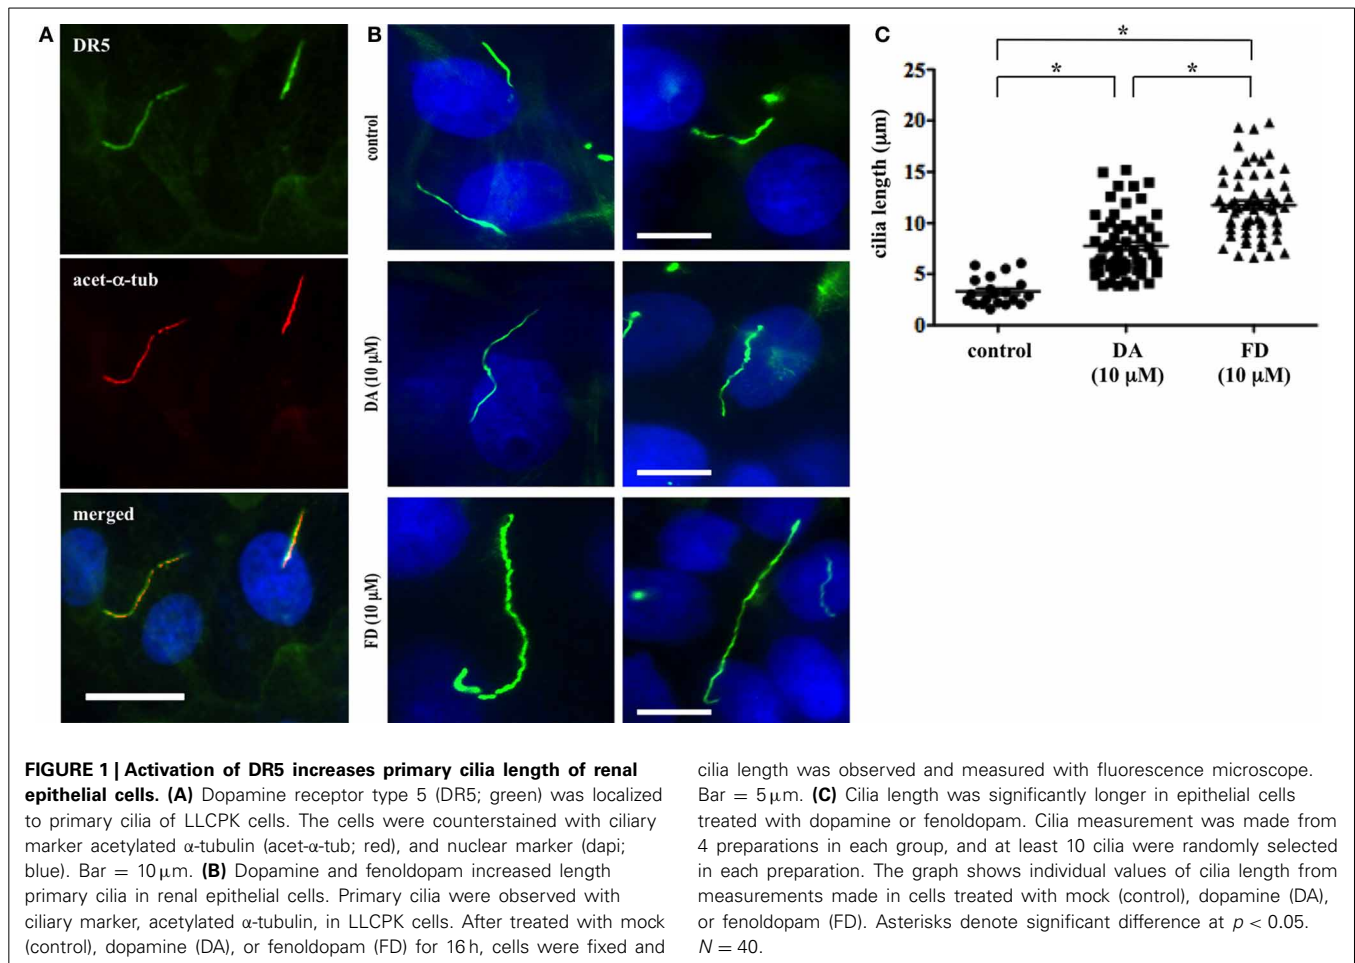 A
DR5
acet-α-tub
merged
B
control
DA (10 μM)
FD (10 μM)
C
*
*
*
cilia length (μm)
25
20
15
10
5
0
control
DA
(10 μM)
FD
(10 μM)
FIGURE 1 | Activation of DR5 increases primary cilia length of renal
epithelial cells. (A) Dopamine receptor type 5 (DR5; green) was localized
to primary cilia of LLCPK cells. The cells were counterstained with ciliary
marker acetylated α-tubulin (acet-α-tub; red), and nuclear marker (dapi;
blue). Bar = 10 μm. (B) Dopamine and fenoldopam increased length
primary cilia in renal epithelial cells. Primary cilia were observed with
ciliary marker, acetylated α-tubulin, in LLCPK cells. After treated with mock
(control), dopamine (DA), or fenoldopam (FD) for 16 h, cells were fixed and
cilia length was observed and measured with fluorescence microscope.
Bar = 5 μm. (C) Cilia length was significantly longer in epithelial cells
treated with dopamine or fenoldopam. Cilia measurement was made from
4 preparations in each group, and at least 10 cilia were randomly selected
in each preparation. The graph shows individual values of cilia length from
measurements made in cells treated with mock (control), dopamine (DA),
or fenoldopam (FD). Asterisks denote significant difference at p < 0.05.
N = 40.